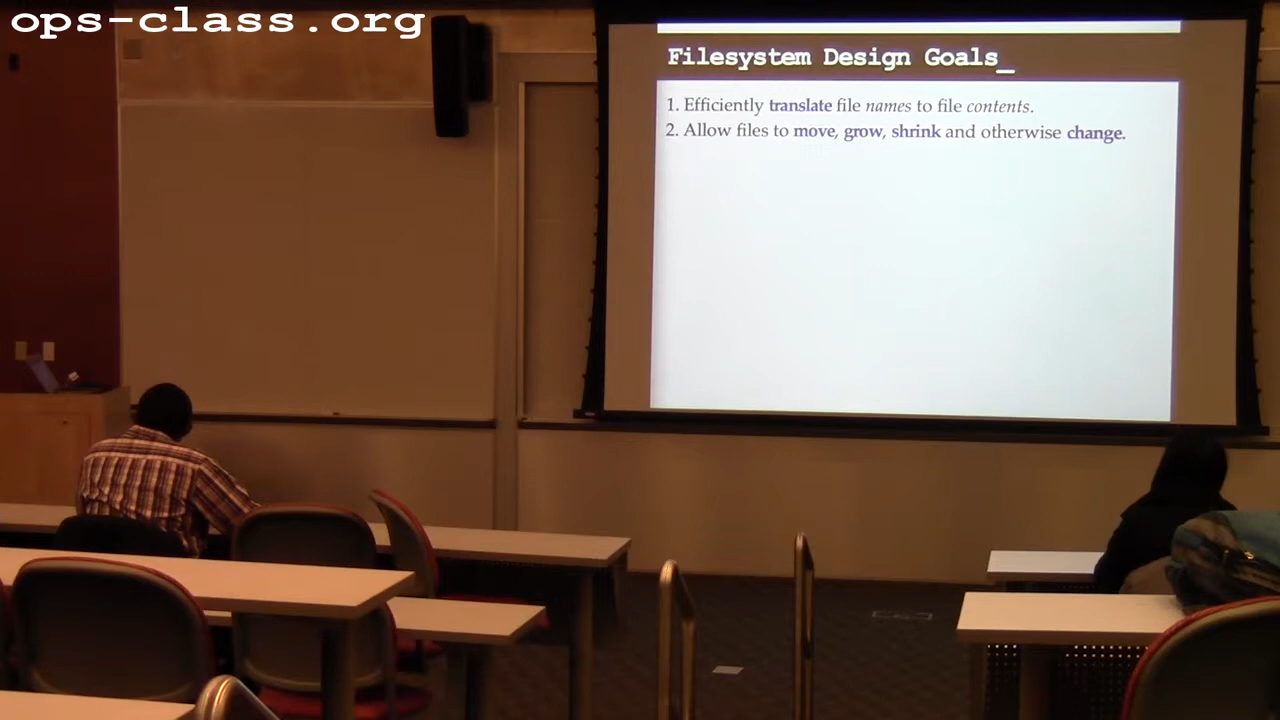 ops-class.org
Filesystem Design Goals_
1. Efficiently translate file names to file contents.
2. Allow files to move, grow, shrink and otherwise change.